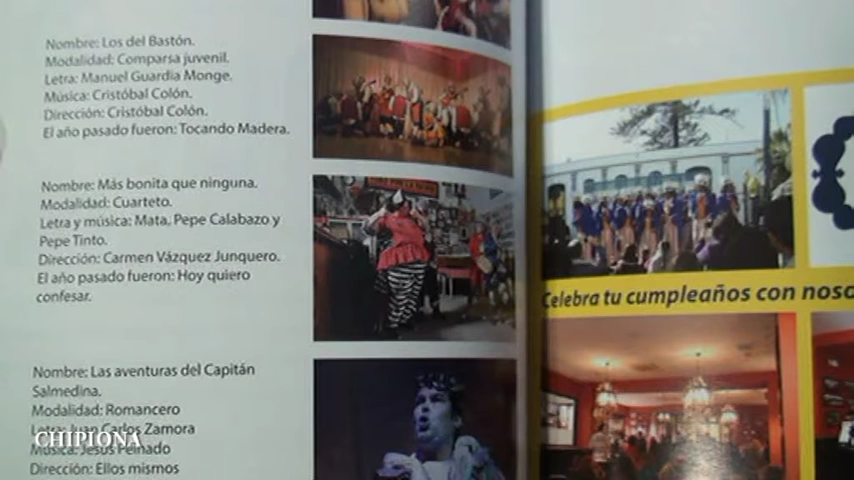 Nombre: Los del Bastón.
Modalidad: Comparsa juvenil.
Letra: Manuel Guardia Monge.
Música: Cristóbal Colón.
Dirección: Cristóbal Colón.
El año pasado fueron: Tocando Madera.
Nombre: Más bonita que ninguna.
Modalidad: Cuarteto.
Letra y música: Mata, Pepe Calabazo y
Pepe Tinto.
Dirección: Carmen Vázquez Junquero.
El año pasado fueron: Hoy quiero
confesar.
Nombre: Las aventuras del Capitán
Salmedina.
Modalidad: Romancero
Letra: Juan Carlos Zamora
Música: Jesús Peinado
Dirección: Ellos mismos
CHIPIONA
Celebra tu cumpleaños con noso